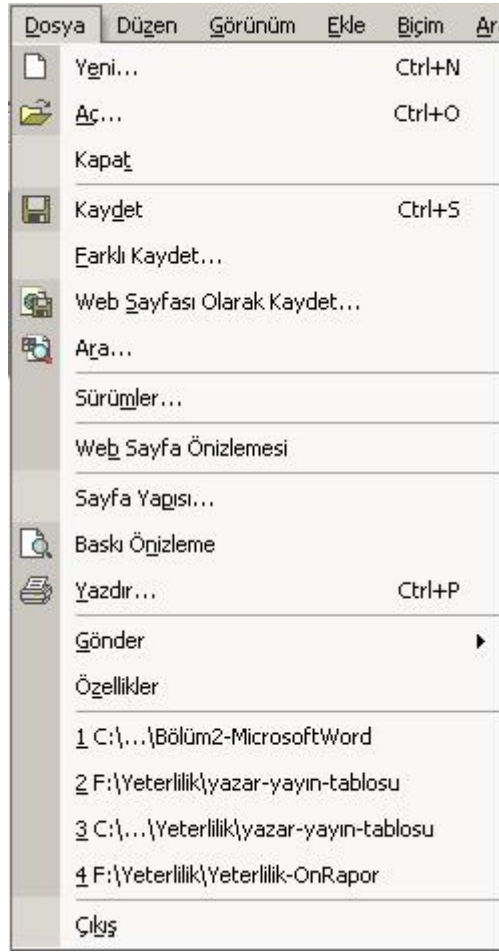 Dosya Düzen Görünüm Ekle Biçim
Yeni... Ctrl+N
Aç... Ctrl+O
Kapat
Kaydet Ctrl+S
Farklı Kaydet...
Web Sayfası Olarak Kaydet...
Ara...
Sürümler...
Web Sayfa Önizlemesi
Sayfa Yapısı...
Baskı Önizleme
Yazdır... Ctrl+P
Gönder
Özellikler
1 C:\...\Bölüm2-MicrosoftWord
2 F:\Yeterlilik\yazar-yayın-tablosu
3 C:\...\Yeterlilik\yazar-yayın-tablosu
4 F:\Yeterlilik\Yeterlilik-OnRapor
Çıkış